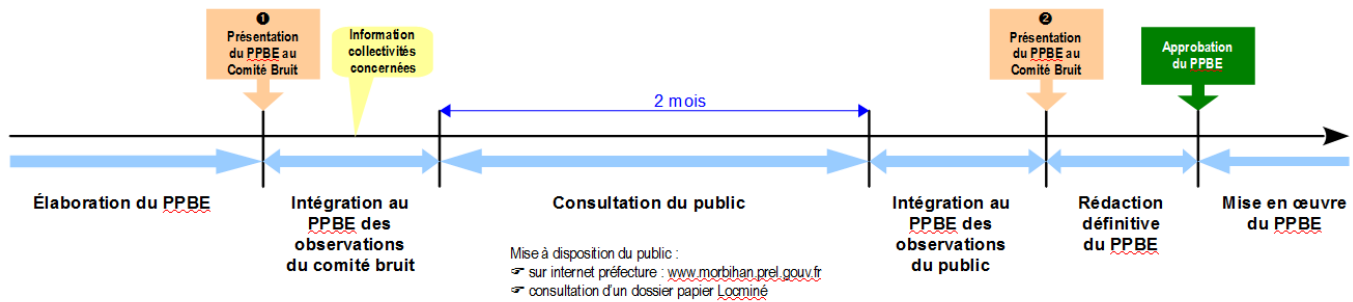 ❶
Présentation
du PPBE au
Comité Bruit
Information
collectivités
concernées
2 mois
❷
Présentation
du PPBE au
Comité Bruit
Approbation
du PPBE
Élaboration du PPBE
Intégration au
PPBE des
observations
du comité bruit
Consultation du public
Mise à disposition du public :
☞ sur internet préfecture : www.morbihan.pref.gouv.fr
☞ consultation d'un dossier papier Locminé
Intégration au
PPBE des
observations
du public
Rédaction
définitive
du PPBE
Mise en œuvre
du PPBE